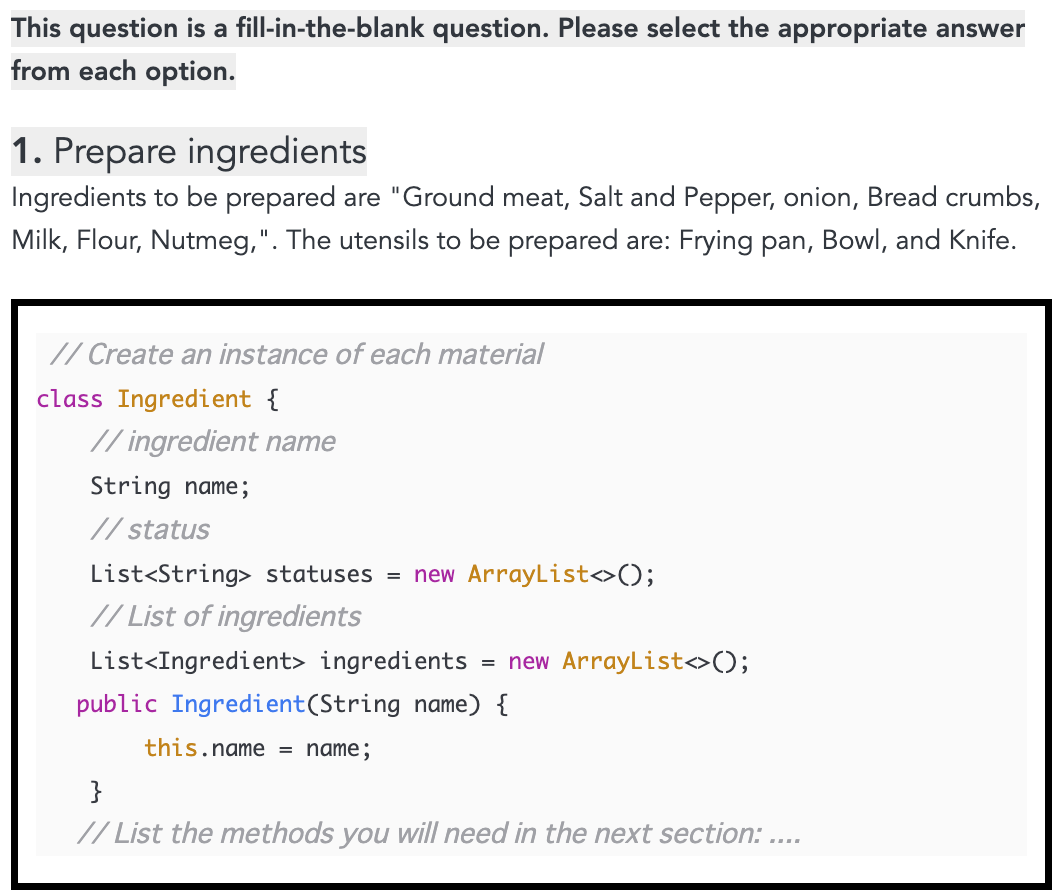 This question is a fill-in-the-blank question. Please select the appropriate answer
from each option.
1. Prepare ingredients
Ingredients to be prepared are "Ground meat, Salt and Pepper, onion, Bread crumbs,
Milk, Flour, Nutmeg,". The utensils to be prepared are: Frying pan, Bowl, and Knife.
// Create an instance of each material
class Ingredient {
// ingredient name
String name;
// status
List<String> statuses = new ArrayList<>();
// List of ingredients
List<Ingredient> ingredients = new ArrayList<>();
public Ingredient(String name) {
this.name = name;
}
// List the methods you will need in the next section: ....